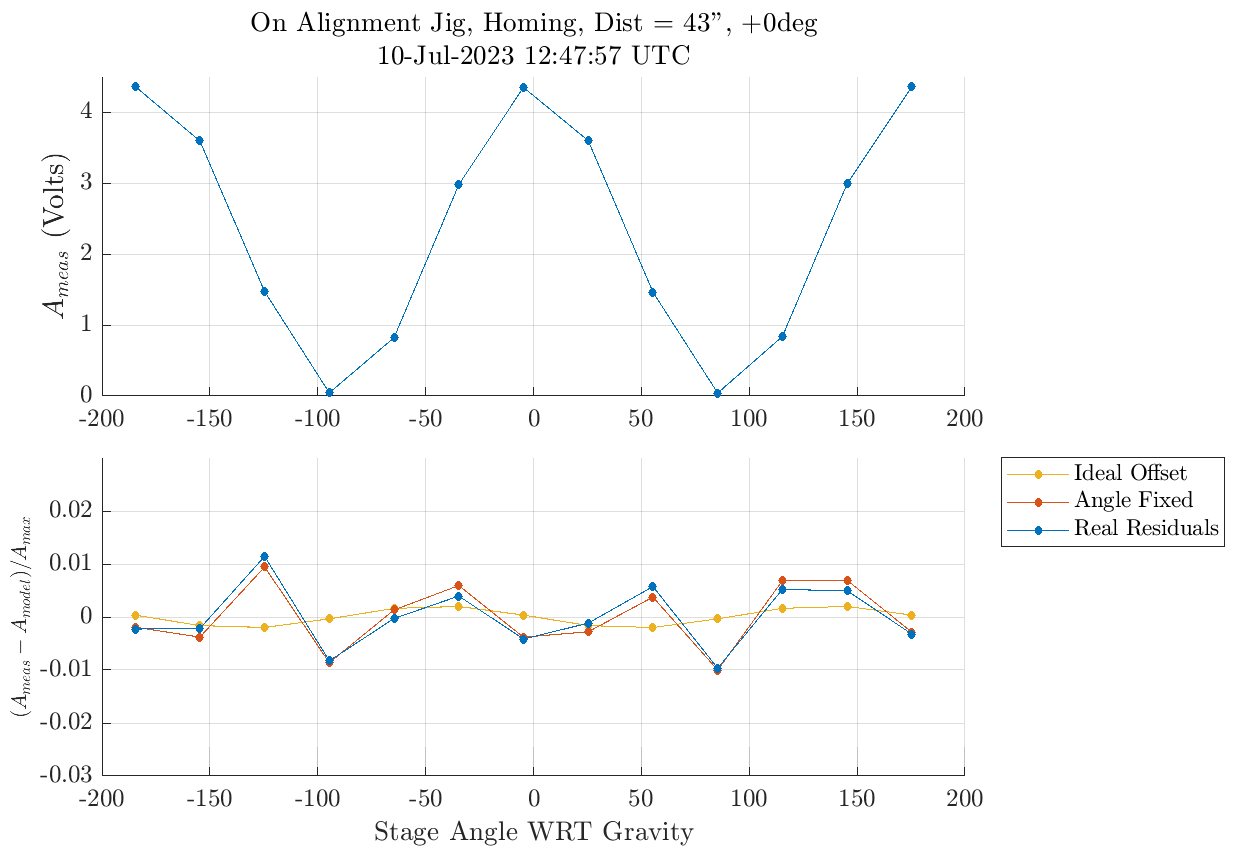 On Alignment Jig, Homing, Dist = 43”, +0deg
10-Jul-2023 12:47:57 UTC
A_meas (Volts)
4
3
2
1
0
-200 -150 -100 -50 0 50 100 150 200
(A_meas − A_model)/A_max
0.02
0.01
0
-0.01
-0.02
-0.03
-200 -150 -100 -50 0 50 100 150 200
Stage Angle WRT Gravity
Ideal Offset
Angle Fixed
Real Residuals